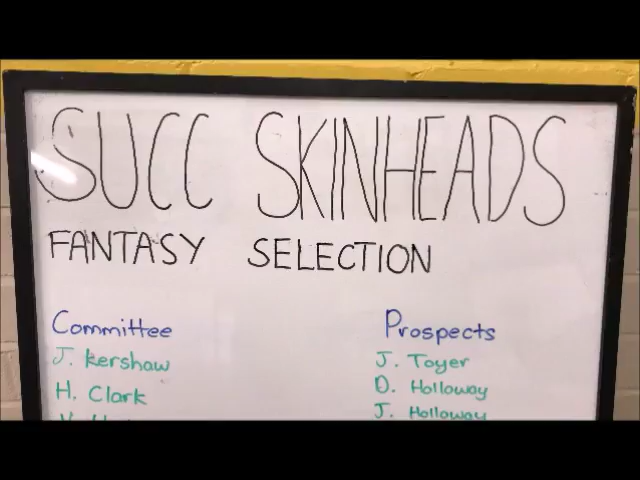 SUCC SKINHEADS
FANTASY SELECTION
Committee Prospects
J. Kershaw J. Toyer
H. Clark D. Holloway
J. Holloway